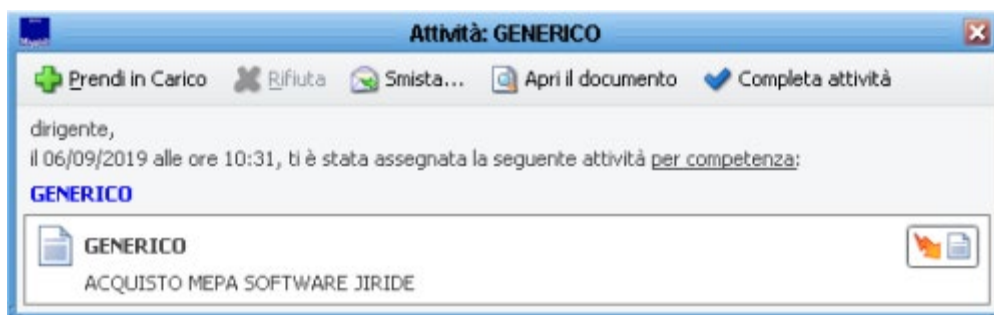 Attività: GENERICO
Prendi in Carico Rifiuta Smista... Apri il documento Completa attività
dirigente,
il 06/09/2019 alle ore 10:31, ti è stata assegnata la seguente attività per competenza:
GENERICO
GENERICO
ACQUISTO MEPA SOFTWARE JIRIDE